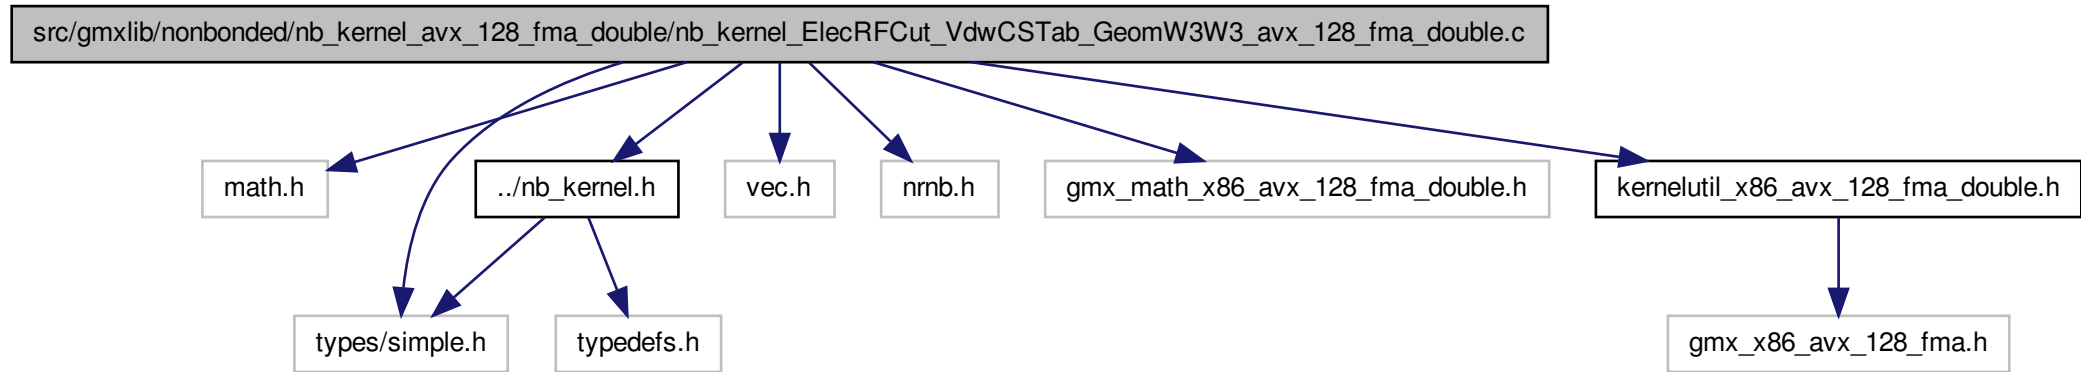 src/gmxlib/nonbonded/nb_kernel_avx_128_fma_double/nb_kernel_ElecRFCut_VdwCSTab_GeomW3W3_avx_128_fma_double.c
math.h
../nb_kernel.h
vec.h
nrnb.h
gmx_math_x86_avx_128_fma_double.h
kernelutil_x86_avx_128_fma_double.h
types/simple.h
typedefs.h
gmx_x86_avx_128_fma.h